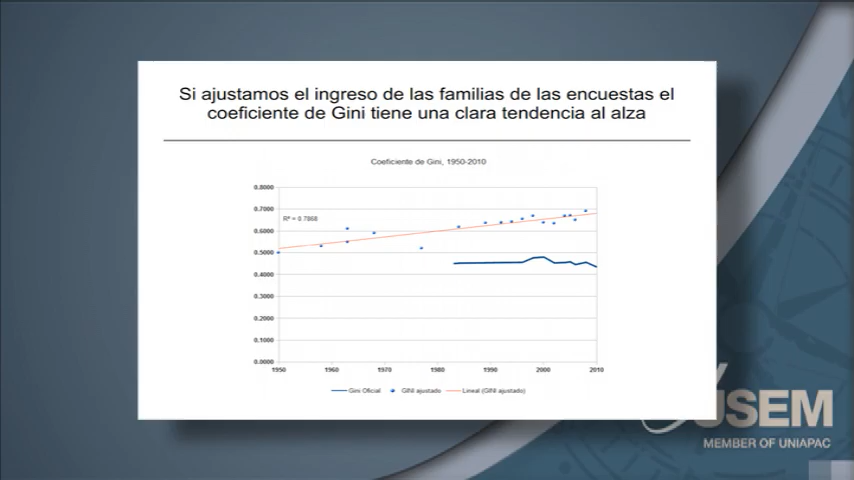 Si ajustamos el ingreso de las familias de las encuestas el
coeficiente de Gini tiene una clara tendencia al alza
Coeficiente de Gini, 1950-2010
0.8000
0.7000
R² = 0.7868
0.6000
0.5000
0.4000
0.3000
0.2000
0.1000
0.0000
1950 1960 1970 1980 1990 2000 2010
Gini Oficial GINI ajustado Lineal (GINI ajustado)
USEM
MEMBER OF UNIAPAC